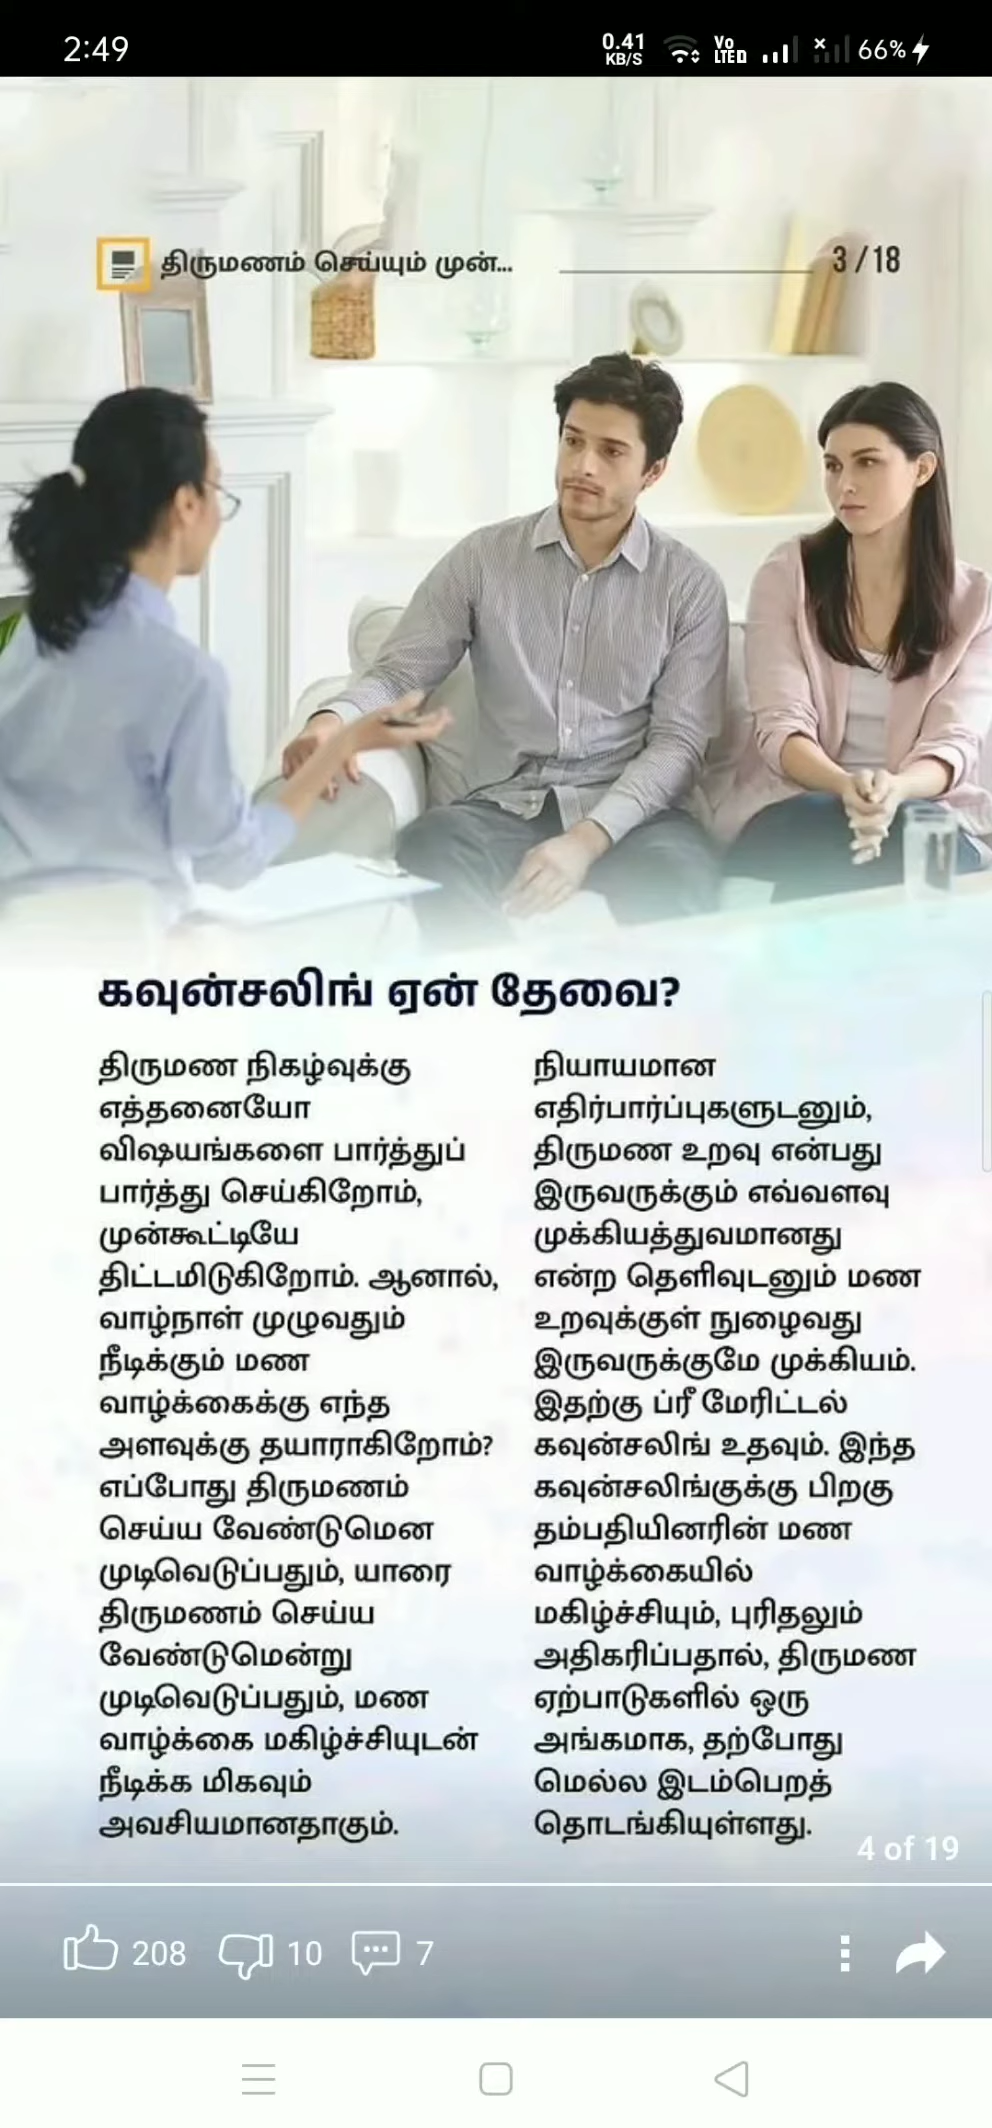 2:49
0.41
KB/S
Vo
LTED
66%
திருமணம் செய்யும் முன்...
3 / 18
கவுன்சலிங் ஏன் தேவை?
திருமண நிகழ்வுக்கு
எத்தனையோ
விஷயங்களை பார்த்துப்
பார்த்து செய்கிறோம்,
முன்கூட்டியே
திட்டமிடுகிறோம். ஆனால்,
வாழ்நாள் முழுவதும்
நீடிக்கும் மண
வாழ்க்கைக்கு எந்த
அளவுக்கு தயாராகிறோம்?
எப்போது திருமணம்
செய்ய வேண்டுமென
முடிவெடுப்பதும், யாரை
திருமணம் செய்ய
வேண்டுமென்று
முடிவெடுப்பதும், மண
வாழ்க்கை மகிழ்ச்சியுடன்
நீடிக்க மிகவும்
அவசியமானதாகும்.
நியாயமான
எதிர்பார்ப்புகளுடனும்,
திருமண உறவு என்பது
இருவருக்கும் எவ்வளவு
முக்கியத்துவமானது
என்ற தெளிவுடனும் மண
உறவுக்குள் நுழைவது
இருவருக்குமே முக்கியம்.
இதற்கு ப்ரீ மேரிட்டல்
கவுன்சலிங் உதவும். இந்த
கவுன்சலிங்குக்கு பிறகு
தம்பதியினரின் மண
வாழ்க்கையில்
மகிழ்ச்சியும், புரிதலும்
அதிகரிப்பதால், திருமண
ஏற்பாடுகளில் ஒரு
அங்கமாக, தற்போது
மெல்ல இடம்பெறத்
தொடங்கியுள்ளது.
4 of 19
208
10
7